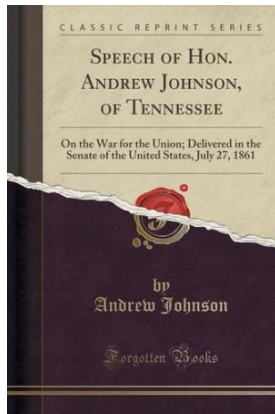 CLASSIC REPRINT SERIES
SPEECH OF HON.
ANDREW JOHNSON,
OF TENNESSEE
On the War for the Union; Delivered in the
Senate of the United States, July 27, 1861
by
Andrew Johnson
Forgotten Books